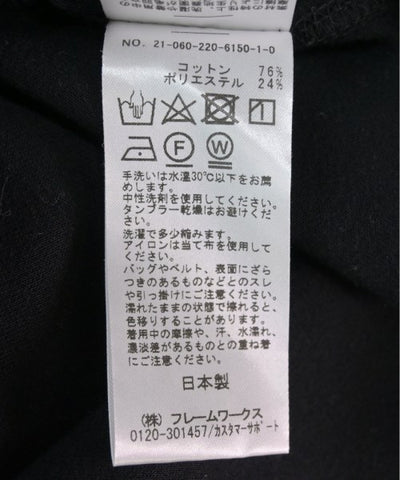 NO. 21-060-220-6150-1-0
コットン 76%
ポリエステル 24%
F
W
手洗いは水温30℃以下をお薦
めします。
中性洗剤を使用してください。
タンブラー乾燥はお避けくださ
い。
洗濯で多少縮みます。
アイロンは当て布を使用して
ください。
バッグやベルト、表面にざら
つきのあるものなどとのスレ
や引っ掛けにご注意ください。
濡れたままの状態で擦れると、
色移りすることがあります。
着用中の摩擦や、汗、水濡れ、
濃淡差があるものとの重ね着
にご注意ください。
日本製
(株) フレームワークス
0120-301457/カスタマーサポート